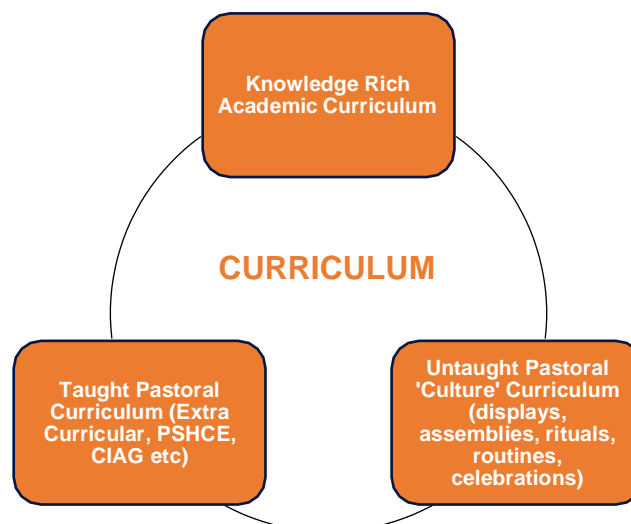 Knowledge Rich
Academic Curriculum
CURRICULUM
Taught Pastoral
Curriculum (Extra
Curricular, PSHCE,
CIAG etc)
Untaught Pastoral
'Culture' Curriculum
(displays,
assemblies, rituals,
routines,
celebrations)